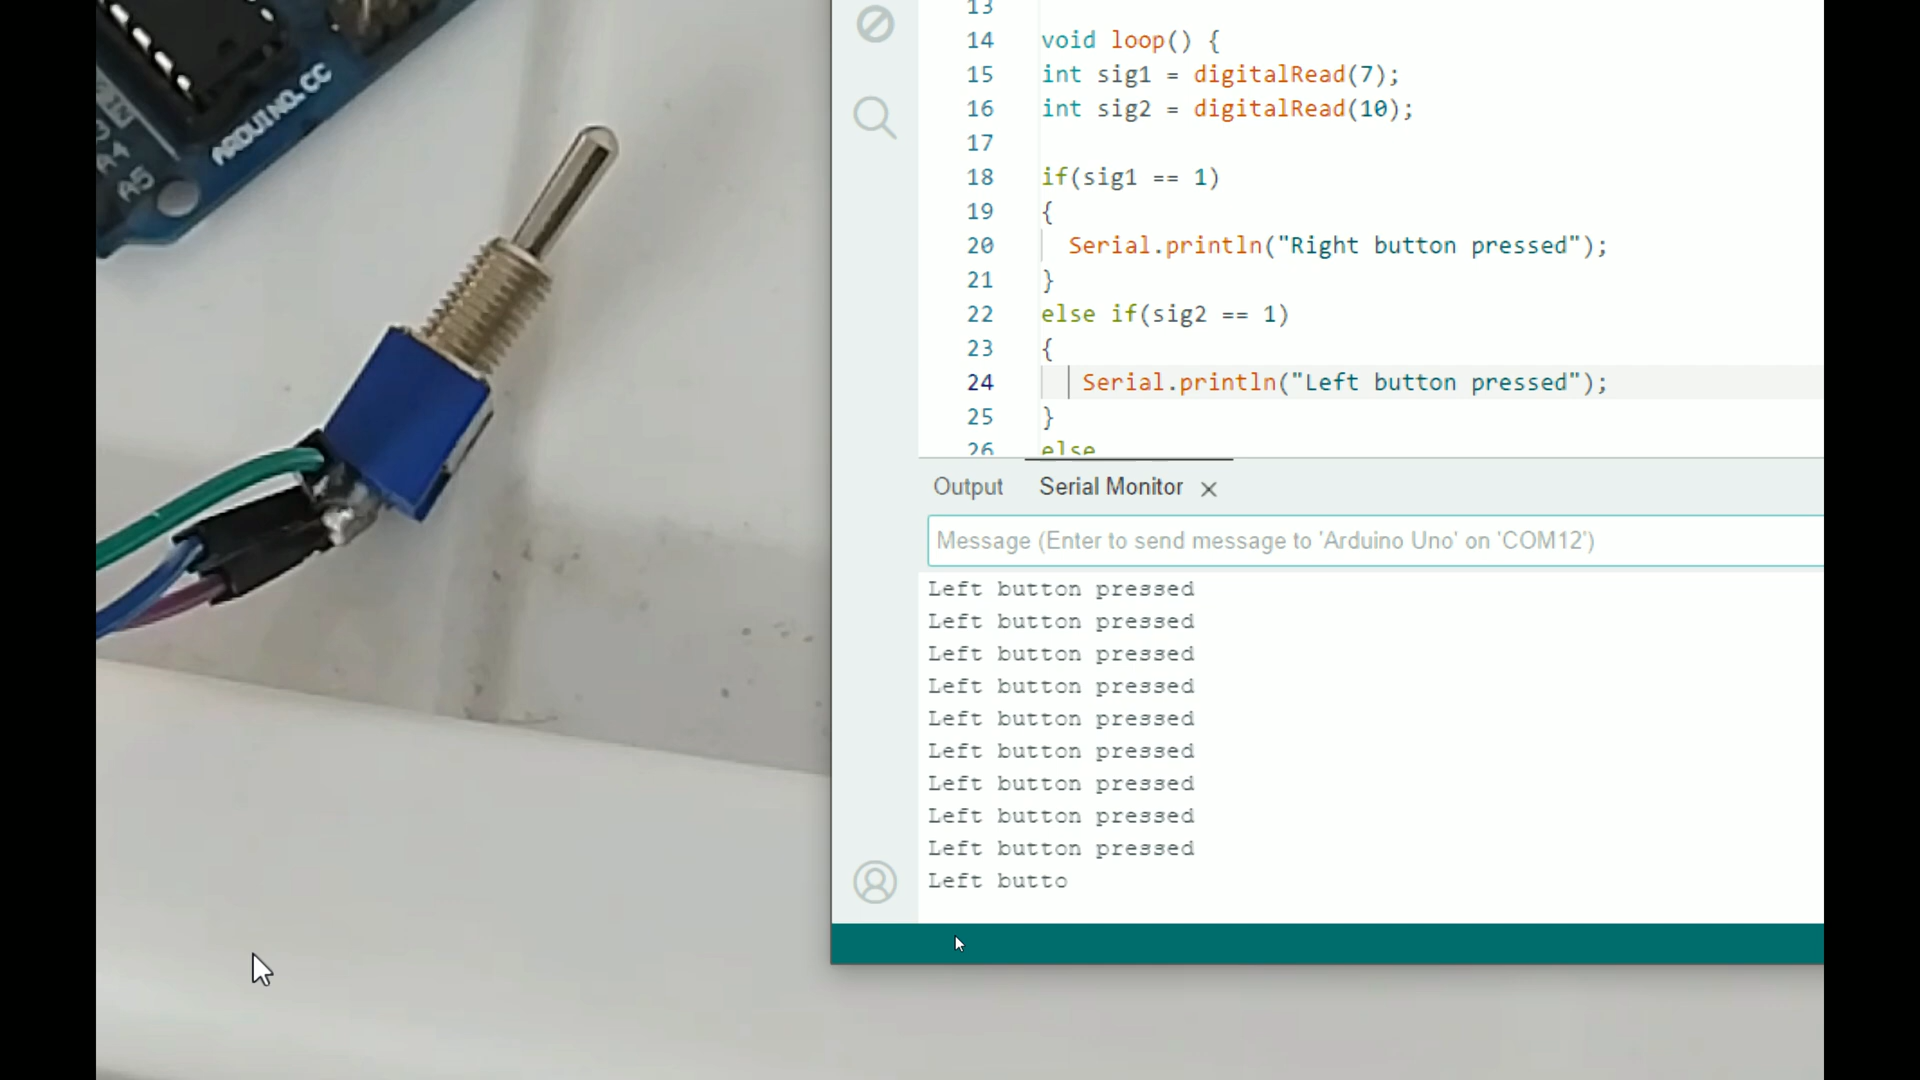 ARDUINO.CC
A4
A5
13
14 void loop() {
15 int sig1 = digitalRead(7);
16 int sig2 = digitalRead(10);
17
18 if(sig1 == 1)
19 {
20 Serial.println("Right button pressed");
21 }
22 else if(sig2 == 1)
23 {
24 Serial.println("Left button pressed");
25 }
26 else
Output Serial Monitor
Message (Enter to send message to 'Arduino Uno' on 'COM12')
Left button pressed
Left button pressed
Left button pressed
Left button pressed
Left button pressed
Left button pressed
Left button pressed
Left button pressed
Left button pressed
Left butto